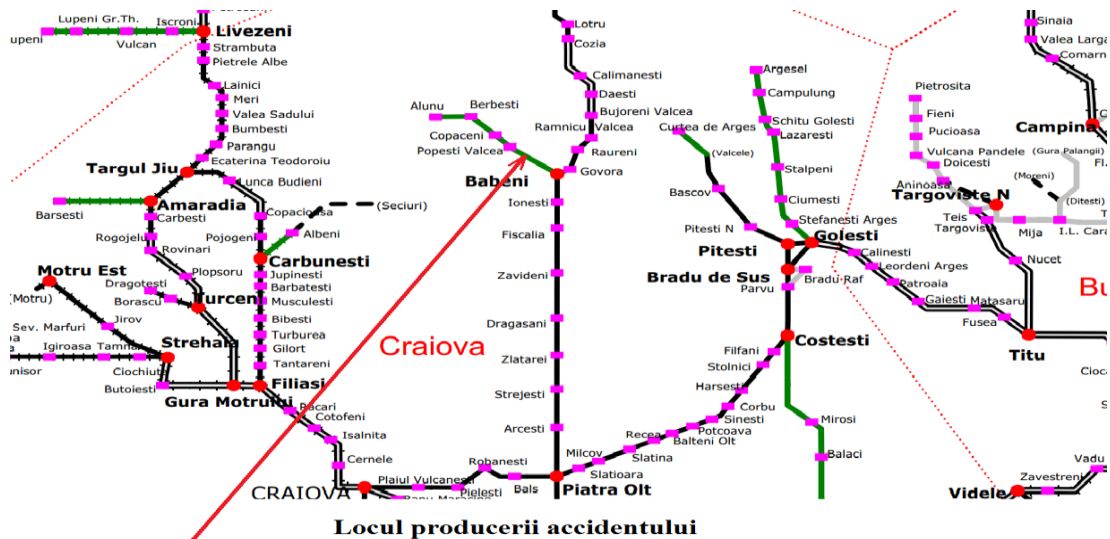 Lupeni Gr.Th.
Iscroni
Lupeni
Vulcan
Livezeni
Strambuta
Pietrele Albe
Lainici
Meri
Valea Sadului
Bumbesti
Parangu
Ecaterina Teodoroiu
Targul Jiu
Lunca Budieni
Amaradia
Barsesti
Carbesti
Copacioasa
(Seciuri)
Albeni
Rogojelu
Pojogeni
Rovinari
Carbunesti
Motru Est
Plopsoru
Jupinesti
Dragotesti
Barbatesti
(Motru)
Borascu
Turceni
Musculesti
Sev. Marfuri
Jirov
Bibesti
Strehaia
Turburea
Igiroasa
Tamna
Gilort
Ciochiuta
Tantareni
Butoiesti
Gura Motrului
Filiasi
Racari
Cotofeni
Isalnita
Cernele
CRAIOVA
Plaiul Vulcanesti
Robanesti
Pielesti
Bals
Piatra Olt
Lotru
Cozia
Calimanesti
Daesti
Bujoreni Valcea
Ramnicu Valcea
Raureni
Govora
Alunu
Berbesti
Copaceni
Popesti Valcea
Babeni
Ionesti
Fiscalia
Zavideni
Dragasani
Craiova
Zlatarei
Strejesti
Arcesti
Milcov
Slatioara
Slatina
Recea
Balteni Olt
Potcoava
Sinesti
Corbu
Harsesti
Stolnici
Filfani
Costesti
Mirosi
Balaci
Argesel
Campulung
Schitu Golesti
Lazaresti
Curtea de Arges
(Valcele)
Stalpeni
Bascov
Ciumesti
Pitesti N
Stefanesti Arges
Pitesti
Golesti
Bradu de Sus
Bradu Raf
Parvu
Calinesti
Leordeni Arges
Patroaia
Gaiesti
Matasaru
Fusea
Titu
Pietrosita
Fieni
Pucioasa
Vulcana Pandele
Doicesti
(Gura Palangii)
Aninoasa
(Moreni)
Targoviste N
(Ditesti)
Teis
Targoviste
Mija
I.L. Cara
Nucet
Sinaia
Valea Larga
Comarn
Campina
Fl.
Bu
Cioca
Vadu
Zavestreni
Videle
Locul producerii accidentului